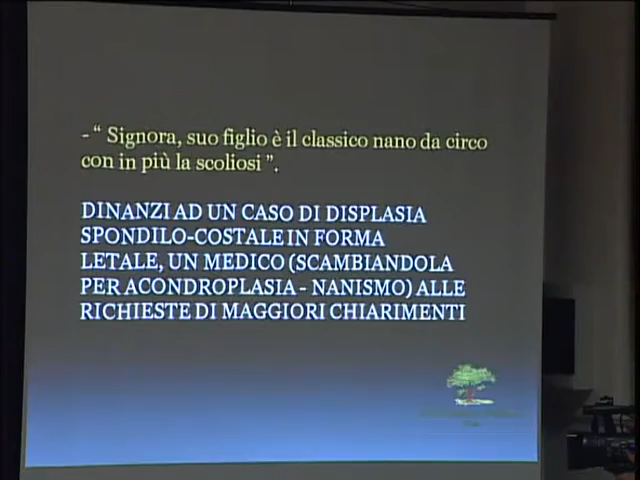 - “ Signora, suo figlio è il classico nano da circo
con in più la scoliosi ”.
DINANZI AD UN CASO DI DISPLASIA
SPONDILO-COSTALE IN FORMA
LETALE, UN MEDICO (SCAMBIANDOLA
PER ACONDROPLASIA - NANISMO) ALLE
RICHIESTE DI MAGGIORI CHIARIMENTI